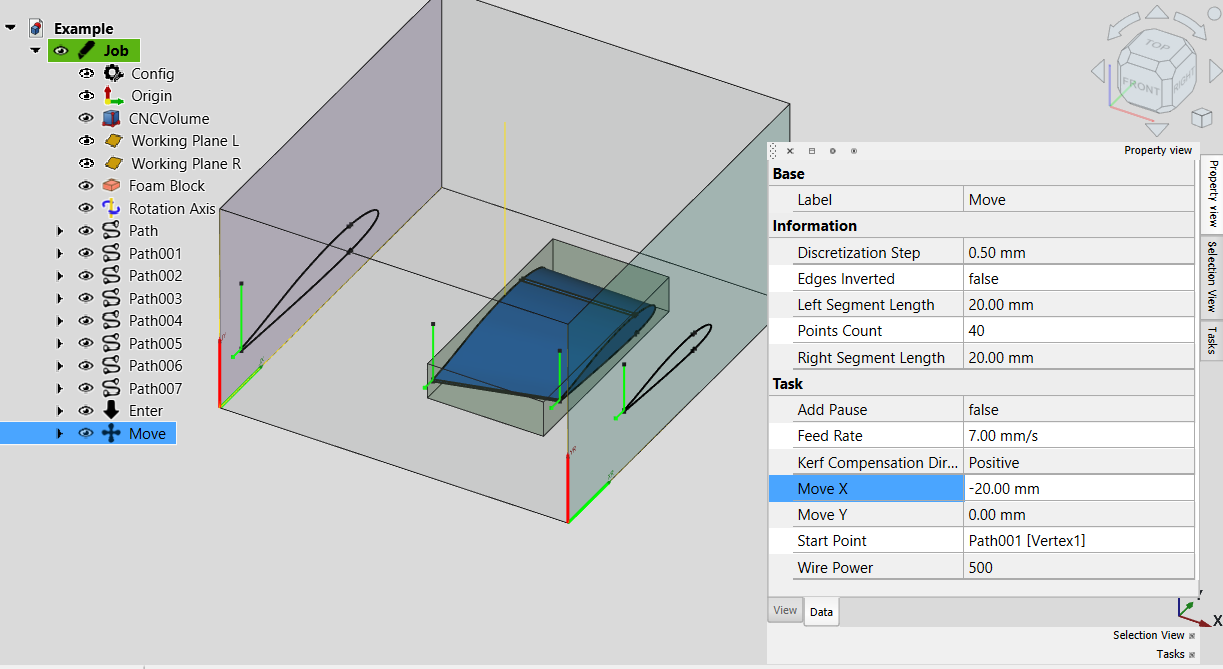 Example
Job
Config
Origin
CNCVolume
Working Plane L
Working Plane R
Foam Block
Rotation Axis
Path
Path001
Path002
Path003
Path004
Path005
Path006
Path007
Enter
Move
TOP
FRONT
RIGHT
Property view
Base
Label Move
Information
Discretization Step 0.50 mm
Edges Inverted false
Left Segment Length 20.00 mm
Points Count 40
Right Segment Length 20.00 mm
Task
Add Pause false
Feed Rate 7.00 mm/s
Kerf Compensation Dir... Positive
Move X -20.00 mm
Move Y 0.00 mm
Start Point Path001 [Vertex1]
Wire Power 500
View Data
Property view
Selection View
Tasks
X
Selection View
Tasks